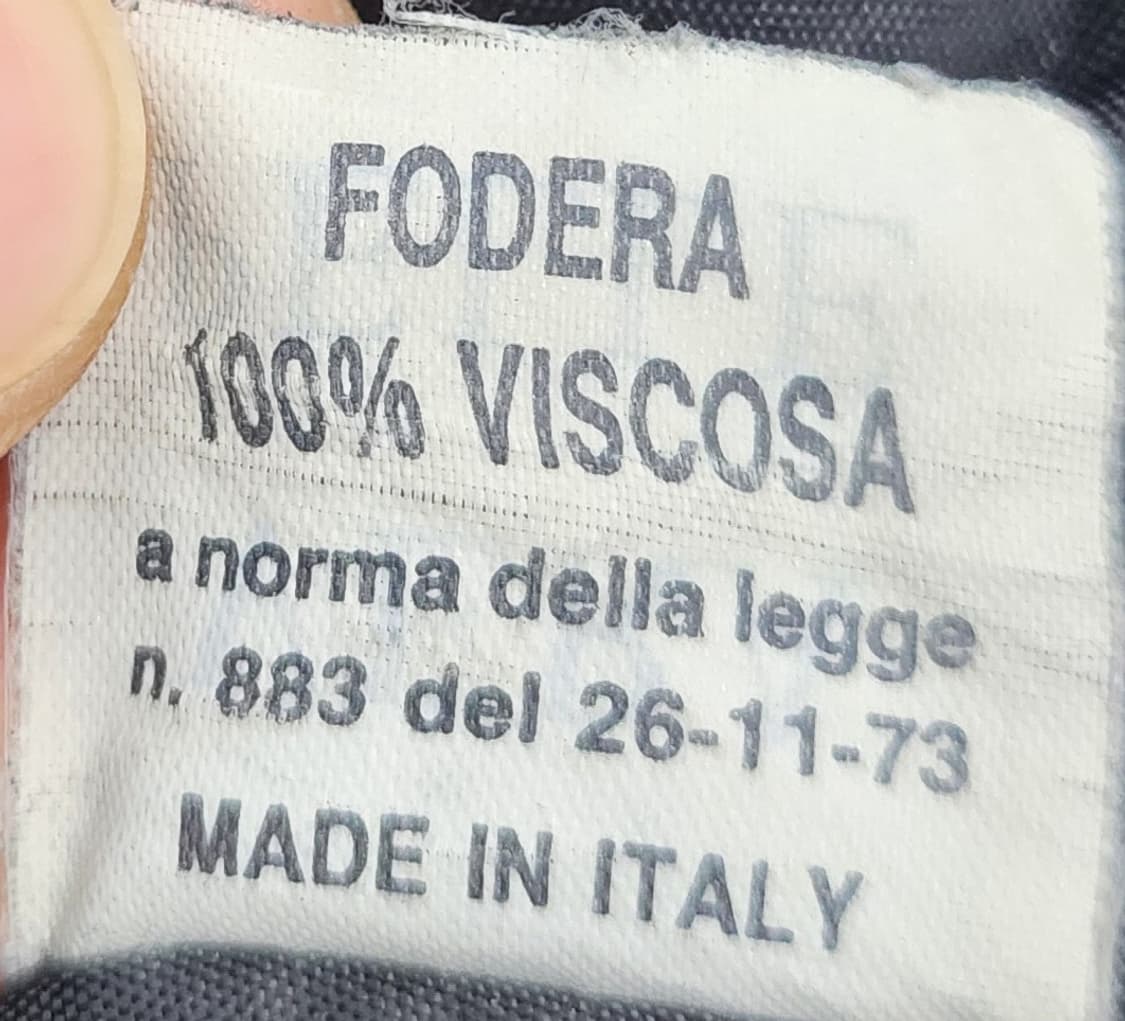 FODERA
100% VISCOSA
a norma della legge
n. 883 del 26-11-73
MADE IN ITALY